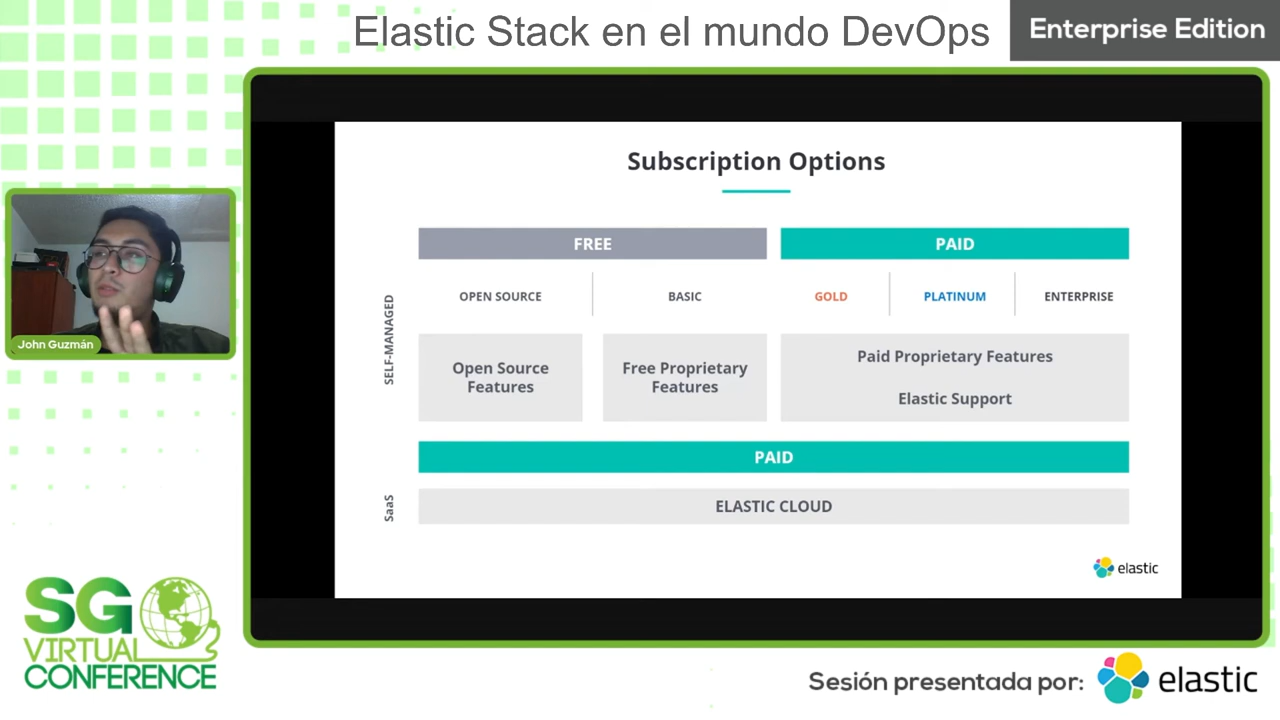 Elastic Stack en el mundo DevOps
Enterprise Edition
Subscription Options
FREE
PAID
SELF-MANAGED
OPEN SOURCE
BASIC
GOLD
PLATINUM
ENTERPRISE
Open Source
Features
Free Proprietary
Features
Paid Proprietary Features
Elastic Support
PAID
SaaS
ELASTIC CLOUD
elastic
John Guzmán
SG
VIRTUAL
CONFERENCE
Sesión presentada por:
elastic